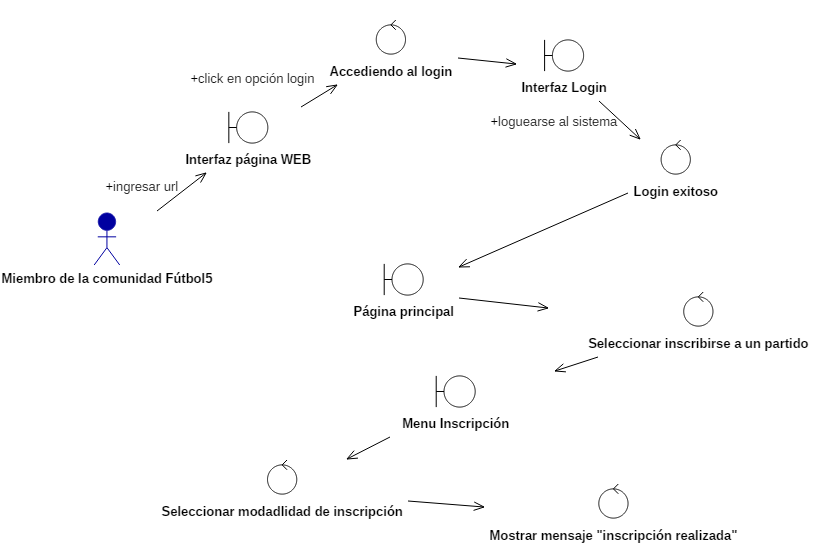 Accediendo al login
+click en opción login
Interfaz Login
+loguearse al sistema
Interfaz página WEB
+ingresar url
Login exitoso
Miembro de la comunidad Fútbol5
Página principal
Seleccionar inscribirse a un partido
Menu Inscripción
Seleccionar modadlidad de inscripción
Mostrar mensaje "inscripción realizada"